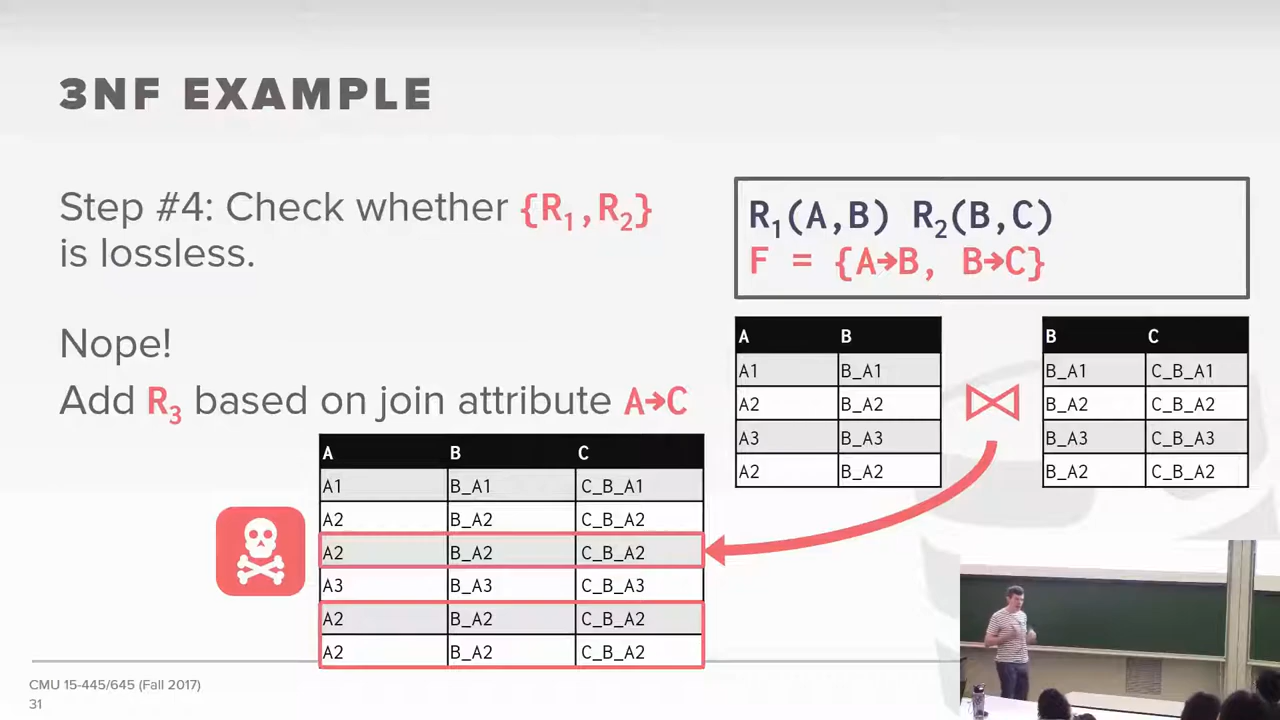 3NF EXAMPLE
Step #4: Check whether {R₁,R₂}
is lossless.
Nope!
Add R₃ based on join attribute A→C
R₁(A,B) R₂(B,C)
F = {A→B, B→C}
A B
A1 B_A1
A2 B_A2
A3 B_A3
A2 B_A2
B C
B_A1 C_B_A1
B_A2 C_B_A2
B_A3 C_B_A3
B_A2 C_B_A2
A B C
A1 B_A1 C_B_A1
A2 B_A2 C_B_A2
A2 B_A2 C_B_A2
A3 B_A3 C_B_A3
A2 B_A2 C_B_A2
A2 B_A2 C_B_A2
CMU 15-445/645 (Fall 2017)
31